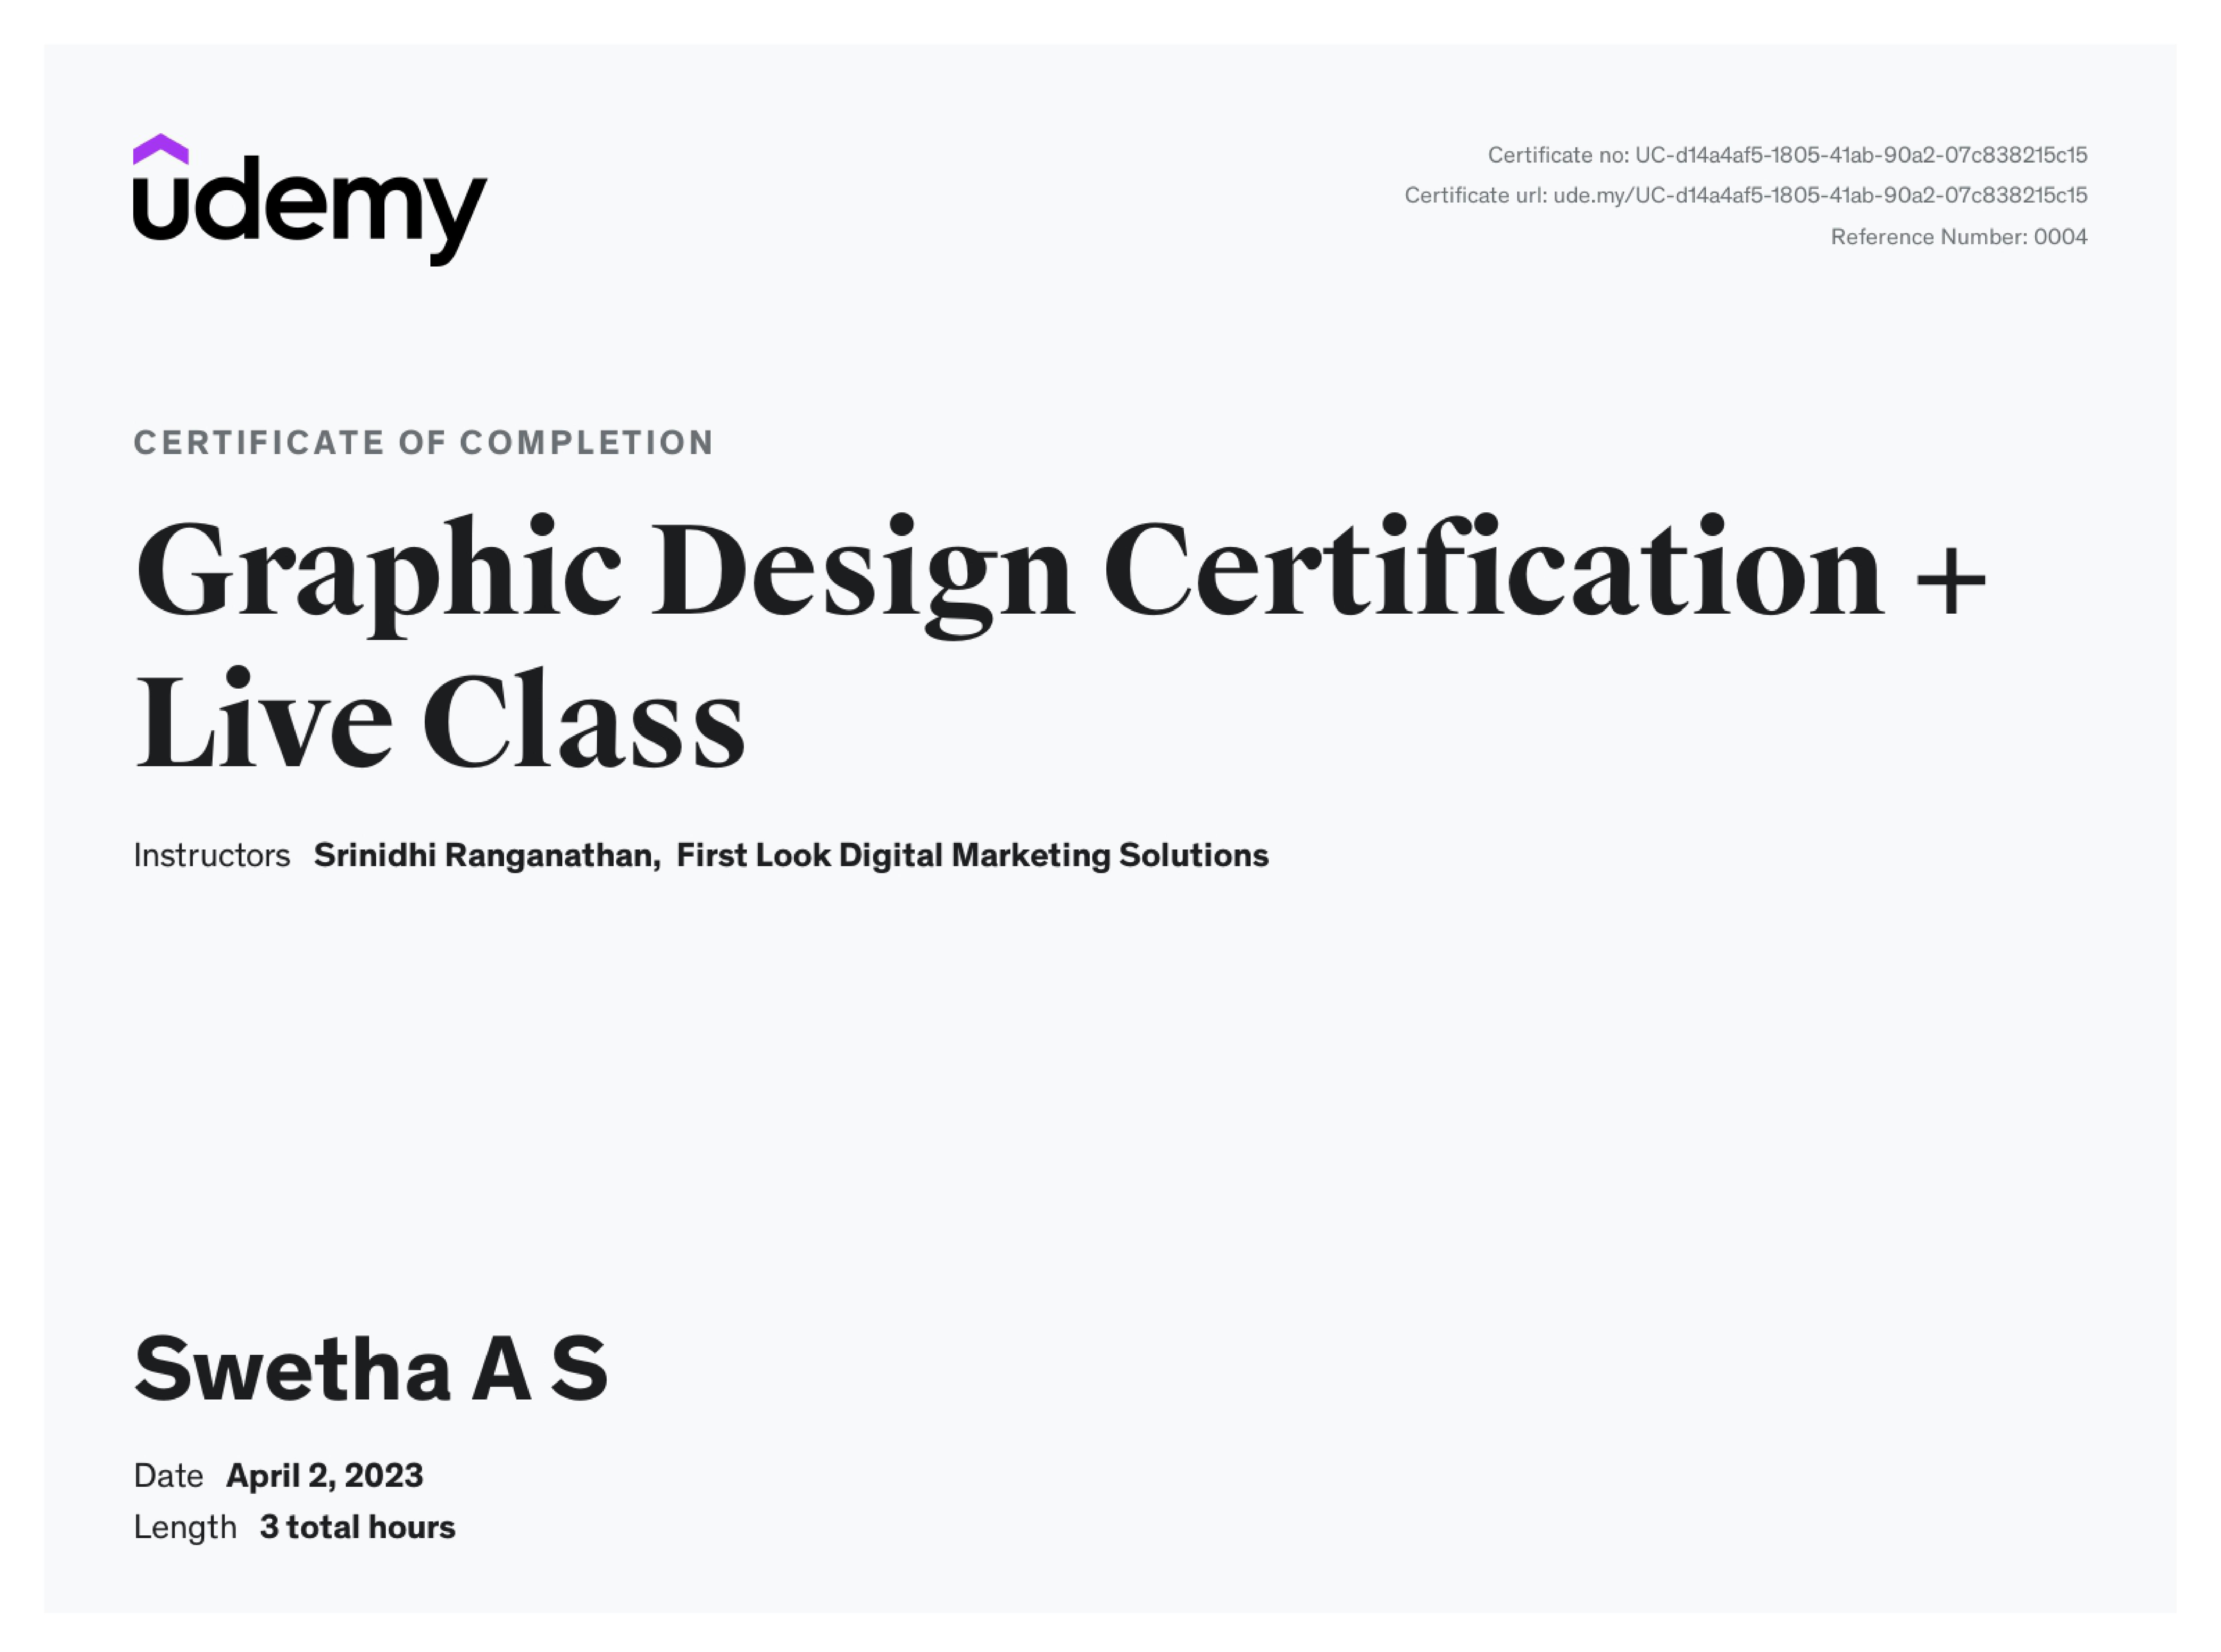 udemy
Certificate no: UC-d14a4af5-1805-41ab-90a2-07c838215c15
Certificate url: ude.my/UC-d14a4af5-1805-41ab-90a2-07c838215c15
Reference Number: 0004
CERTIFICATE OF COMPLETION
Graphic Design Certification +
Live Class
Instructors Srinidhi Ranganathan, First Look Digital Marketing Solutions
Swetha A S
Date April 2, 2023
Length 3 total hours